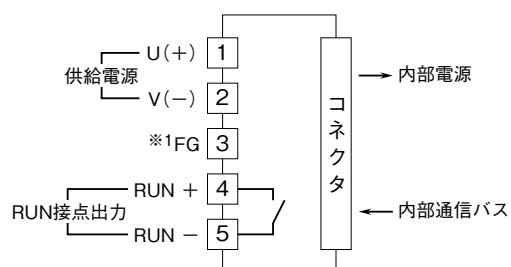 U(+) 1
供給電源
V(-) 2
※1FG 3
RUN + 4
RUN接点出力
RUN - 5
コネクタ
内部電源
内部通信バス